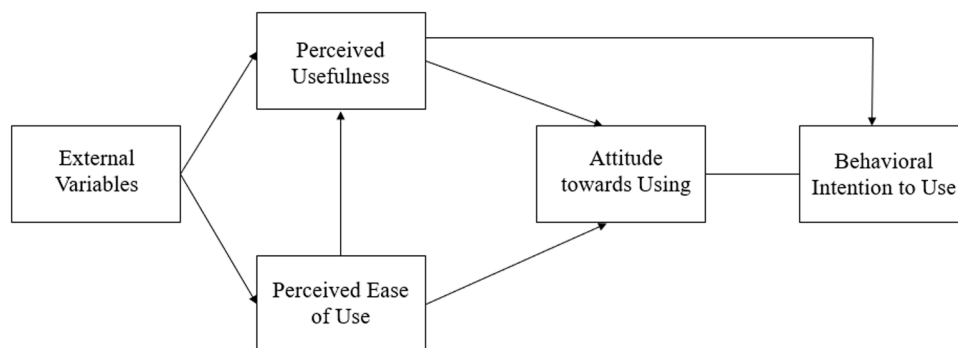 Perceived
Usefulness
External
Variables
Attitude
towards Using
Behavioral
Intention to Use
Perceived Ease
of Use